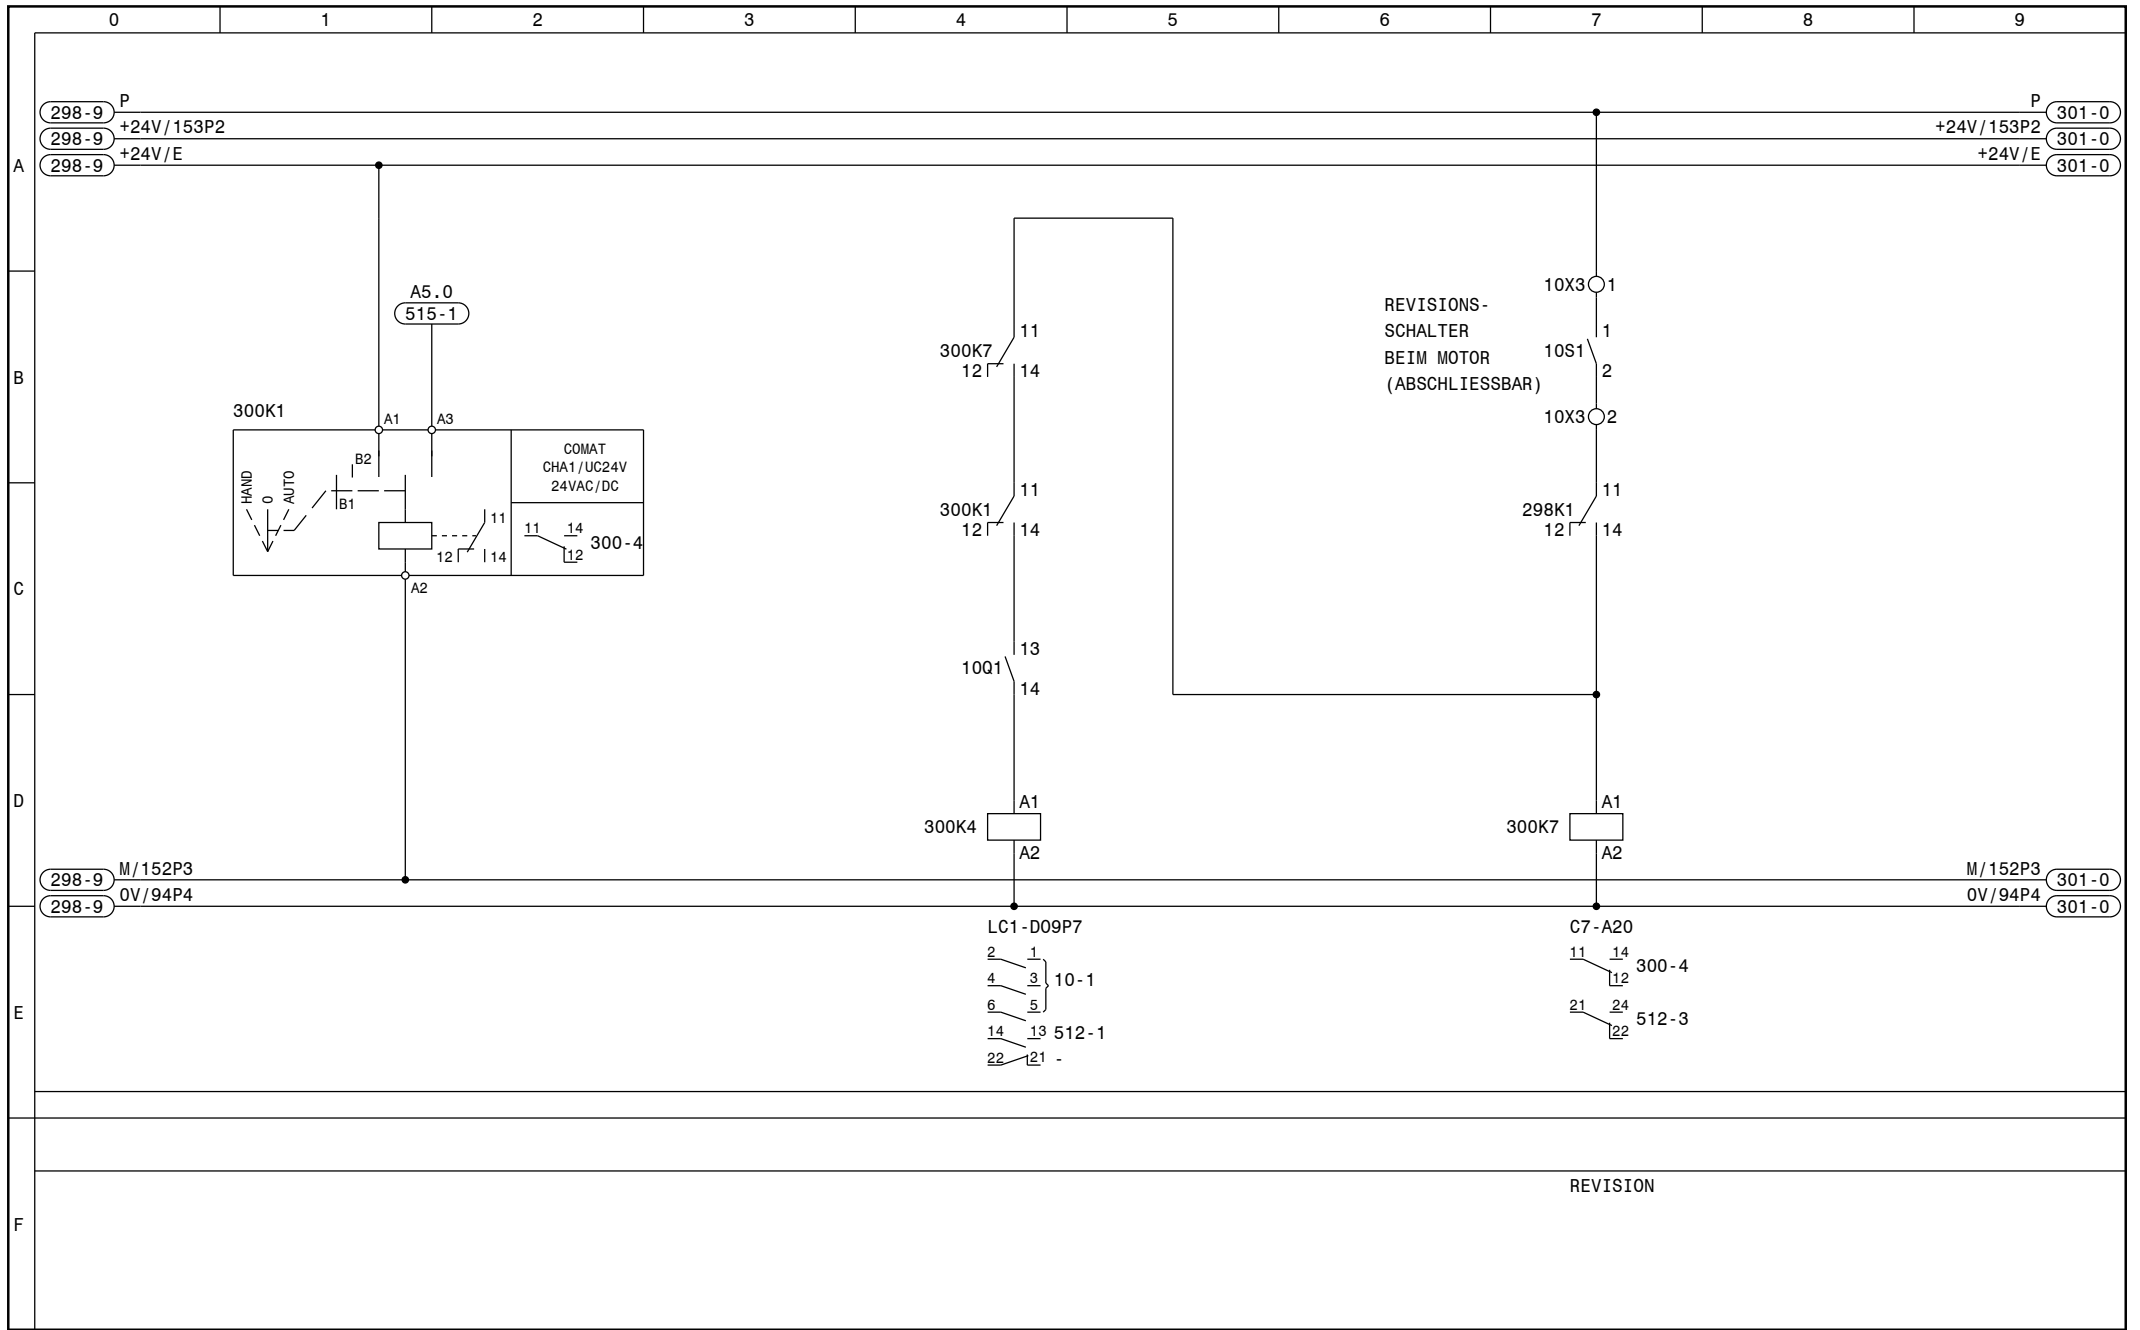 0 1 2 3 4 5 6 7 8 9
298-9 P P 301-0
298-9 +24V/153P2 +24V/153P2 301-0
A 298-9 +24V/E +24V/E 301-0
A5.0
515-1
10X3 1
REVISIONS-
SCHALTER
BEIM MOTOR
(ABSCHLIESSBAR)
1
10S1
2
10X3 2
B
11
300K7
12 14
300K1
A1 A3
B2
B1
HAND
0
AUTO
11
12 14
A2
COMAT
CHA1/UC24V
24VAC/DC
11 14
12
300-4
11
300K1
12 14
11
298K1
12 14
C
13
10Q1
14
D
A1
300K4
A2
A1
300K7
A2
298-9 M/152P3 M/152P3 301-0
298-9 0V/94P4 0V/94P4 301-0
LC1-D09P7
2 1
4 3 10-1
6 5
14 13 512-1
22 21 -
C7-A20
11 14
12
300-4
21 24
22
512-3
E
REVISION
F